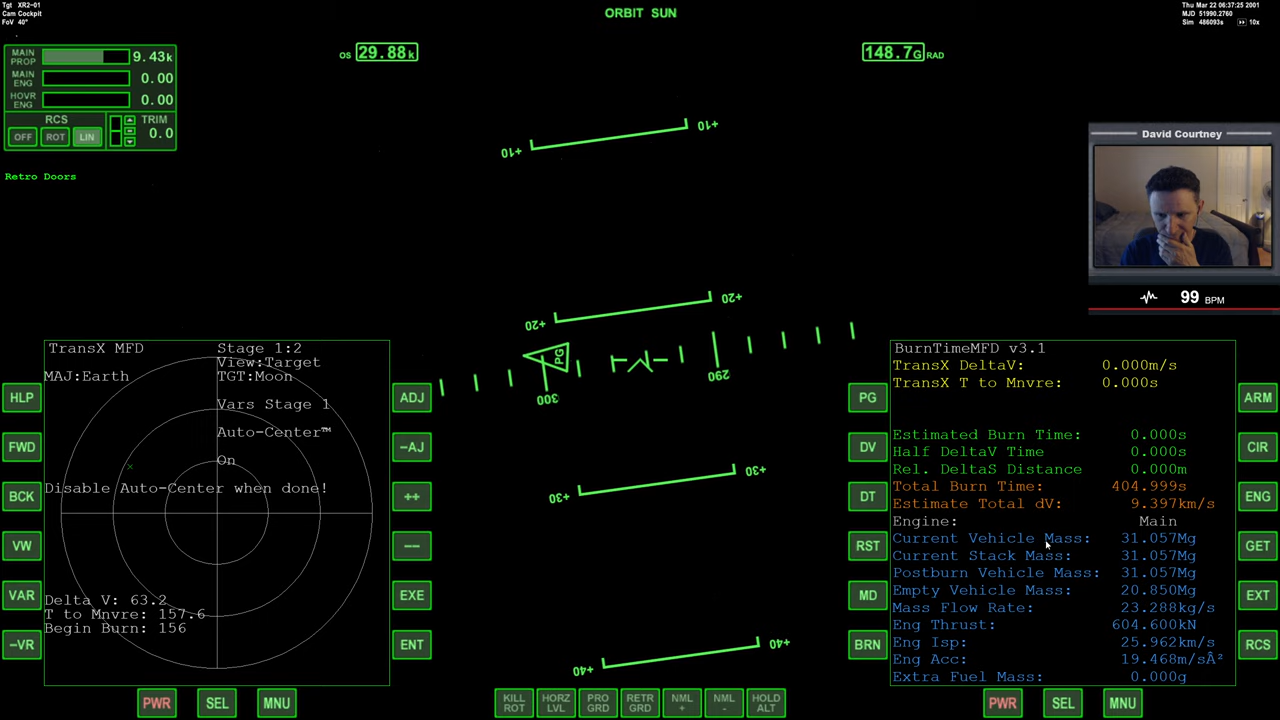 Tgt XR2-01
Cam Cockpit
FoV 40°
ORBIT SUN
Thu Mar 22 06:37:25 2001
MJD 51990.2760
Sim 486093s 10x
MAIN PROP 9.43k
MAIN ENG 0.00
HOVR ENG 0.00
RCS TRIM
OFF ROT LIN 0.0
Retro Doors
OS 29.88k
148.7G RAD
+10 +10
+20 +20
PG
300 290
+30 +30
+40 +40
David Courtney
99 BPM
TransX MFD Stage 1:2
View:Target
MAJ:Earth TGT:Moon
Vars Stage 1
Auto-Center™
On
Disable Auto-Center when done!
Delta V: 63.2
T to Mnvre: 157.6
Begin Burn: 156
HLP
FWD
BCK
VW
VAR
-VR
ADJ
-AJ
++
--
EXE
ENT
PWR SEL MNU
KILL ROT
HORZ LVL
PRO GRD
RETR GRD
NML +
NML -
HOLD ALT
BurnTimeMFD v3.1
TransX DeltaV: 0.000m/s
TransX T to Mnvre: 0.000s
Estimated Burn Time: 0.000s
Half DeltaV Time 0.000s
Rel. DeltaS Distance 0.000m
Total Burn Time: 404.999s
Estimate Total dV: 9.397km/s
Engine: Main
Current Vehicle Mass: 31.057Mg
Current Stack Mass: 31.057Mg
Postburn Vehicle Mass: 31.057Mg
Empty Vehicle Mass: 20.850Mg
Mass Flow Rate: 23.288kg/s
Eng Thrust: 604.600kN
Eng Isp: 25.962km/s
Eng Acc: 19.468m/sÂ²
Extra Fuel Mass: 0.000g
PG
DV
DT
RST
MD
BRN
ARM
CIR
ENG
GET
EXT
RCS
PWR SEL MNU